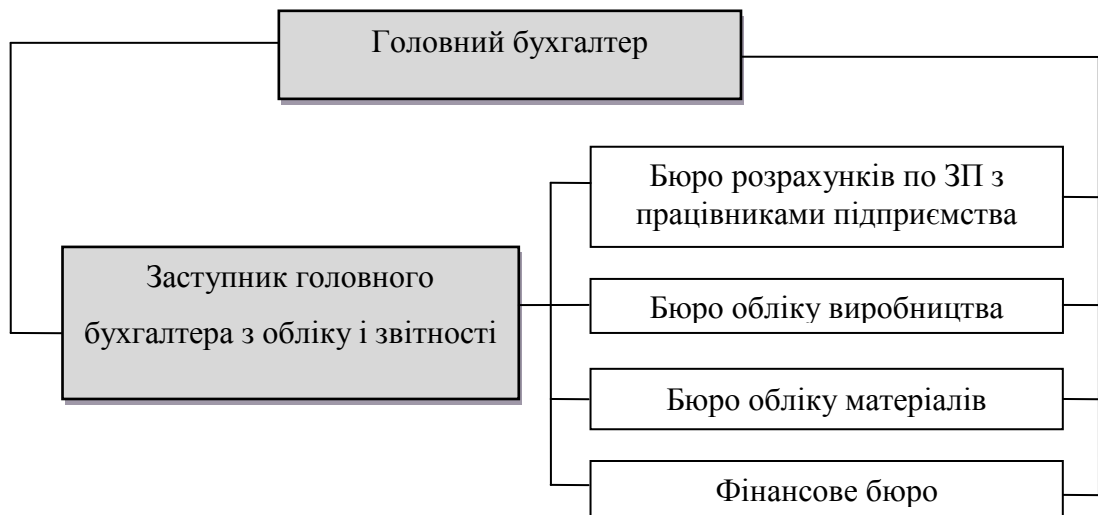 Головний бухгалтер
Бюро розрахунків по ЗП з
працівниками підприємства
Заступник головного
бухгалтера з обліку і звітності
Бюро обліку виробництва
Бюро обліку матеріалів
Фінансове бюро